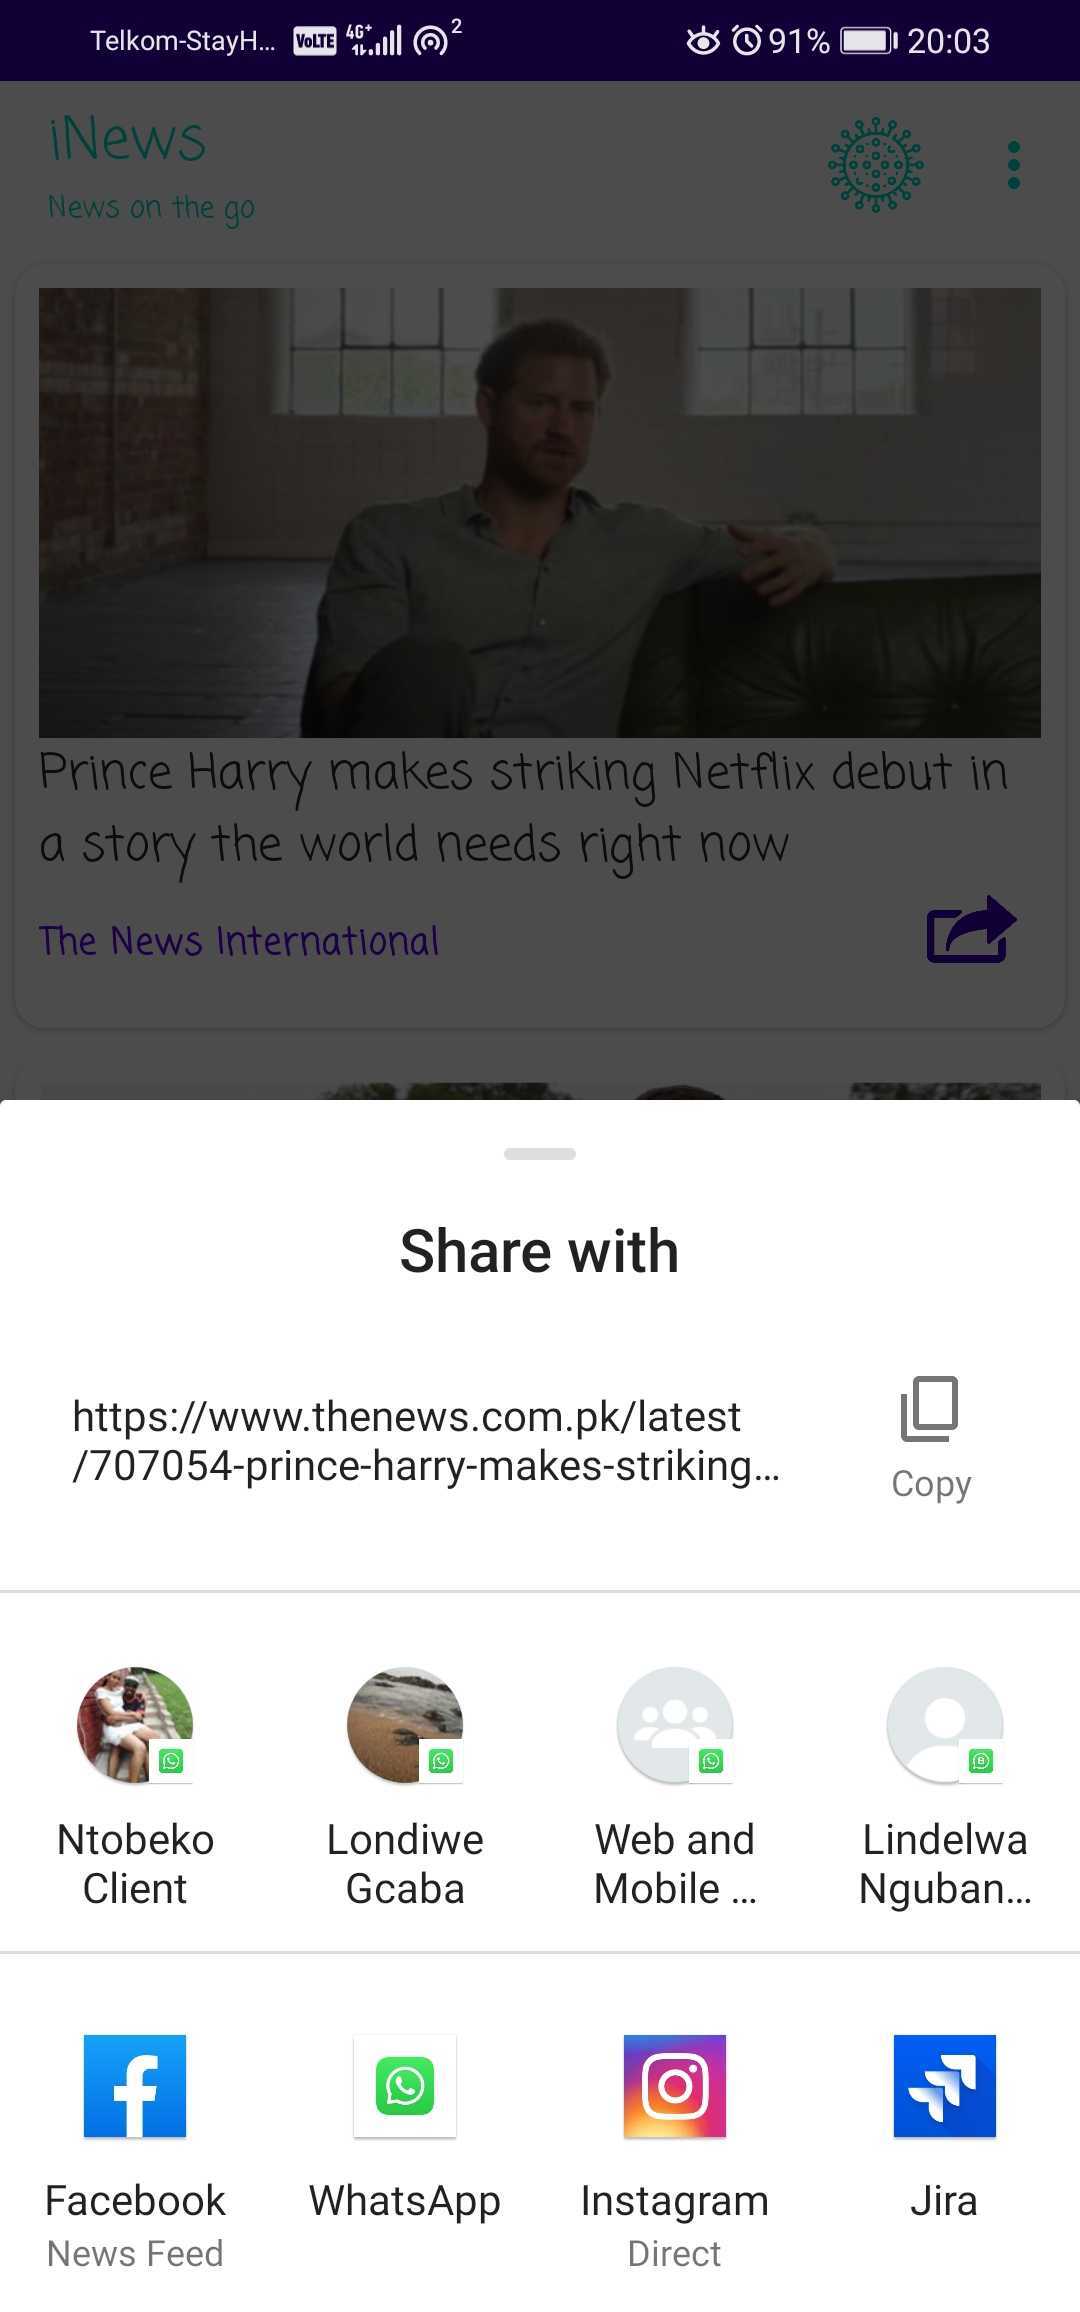 Telkom-StayH... VoLTE 4G+ 2 91% 20:03
iNews
News on the go
Prince Harry makes striking Netflix debut in
a story the world needs right now
The News International
Share with
https://www.thenews.com.pk/latest
/707054-prince-harry-makes-striking...
Copy
Ntobeko
Client
Londiwe
Gcaba
Web and
Mobile ...
Lindelwa
Nguban...
Facebook
News Feed
WhatsApp
Instagram
Direct
Jira